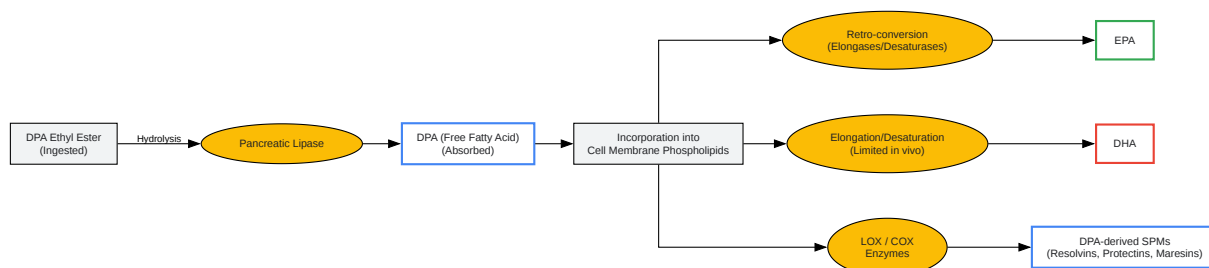 DPA Ethyl Ester
(Ingested)
Hydrolysis
Pancreatic Lipase
DPA (Free Fatty Acid)
(Absorbed)
Incorporation into
Cell Membrane Phospholipids
Retro-conversion
(Elongases/Desaturases)
EPA
Elongation/Desaturation
(Limited in vivo)
DHA
LOX / COX
Enzymes
DPA-derived SPMs
(Resolvins, Protectins, Maresins)